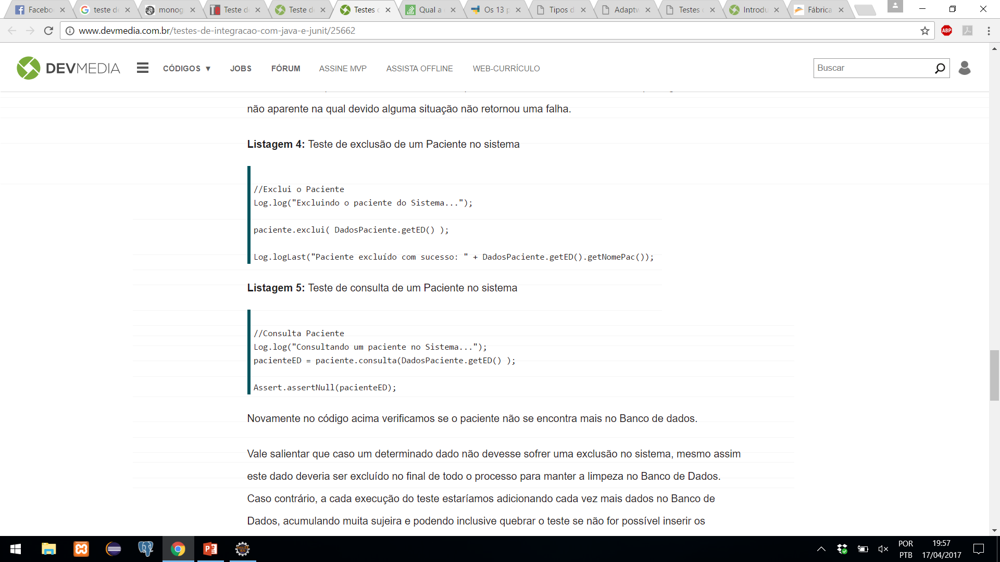 Facebo
teste de
monog
Teste de
Teste de
Testes c
Qual a
Os 13 p
Tipos d
Adaptw
Testes
Introdu
Fábrica
www.devmedia.com.br/testes-de-integracao-com-java-e-junit/25662
ABP
DEVMEDIA
CÓDIGOS ▼
JOBS
FÓRUM
ASSINE MVP
ASSISTA OFFLINE
WEB-CURRÍCULO
Buscar
não aparente na qual devido alguma situação não retornou uma falha.
Listagem 4: Teste de exclusão de um Paciente no sistema
//Exclui o Paciente
Log.log("Excluindo o paciente do Sistema...");
paciente.exclui( DadosPaciente.getED() );
Log.logLast("Paciente excluído com sucesso: " + DadosPaciente.getED().getNomePac());
Listagem 5: Teste de consulta de um Paciente no sistema
//Consulta Paciente
Log.log("Consultando um paciente no Sistema...");
pacienteED = paciente.consulta(DadosPaciente.getED() );
Assert.assertNull(pacienteED);
Novamente no código acima verificamos se o paciente não se encontra mais no Banco de dados.
Vale salientar que caso um determinado dado não devesse sofrer uma exclusão no sistema, mesmo assim
este dado deveria ser excluído no final de todo o processo para manter a limpeza no Banco de Dados.
Caso contrário, a cada execução do teste estaríamos adicionando cada vez mais dados no Banco de
Dados, acumulando muita sujeira e podendo inclusive quebrar o teste se não for possível inserir os
POR
PTB
19:57
17/04/2017